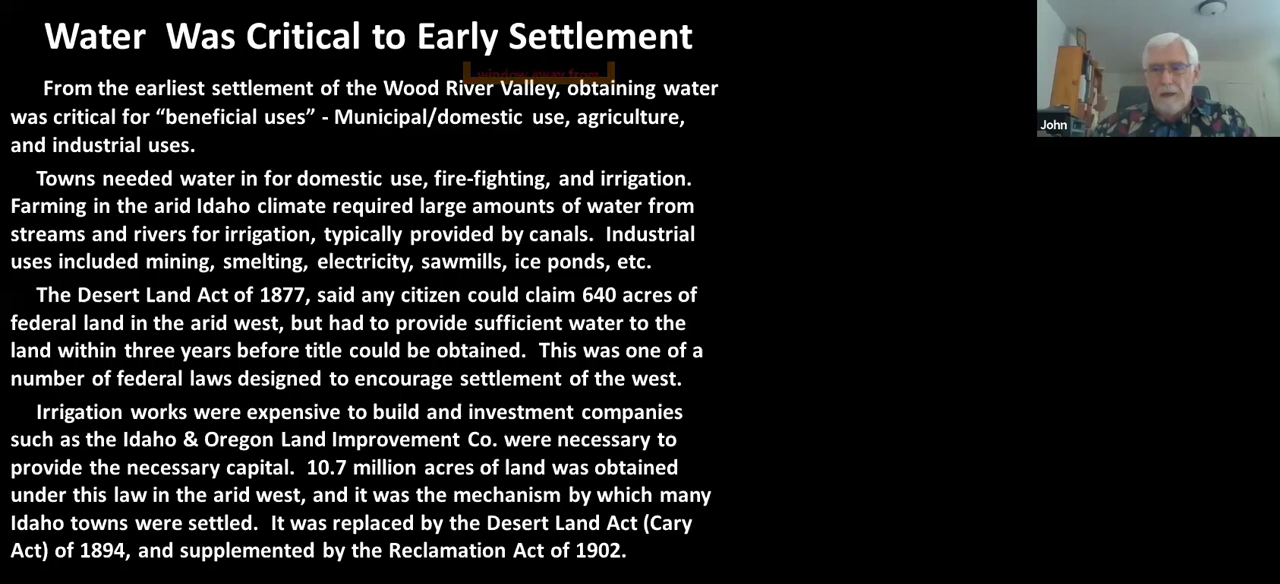 Water Was Critical to Early Settlement
window away from
From the earliest settlement of the Wood River Valley, obtaining water
was critical for “beneficial uses” - Municipal/domestic use, agriculture,
and industrial uses.
Towns needed water in for domestic use, fire-fighting, and irrigation.
Farming in the arid Idaho climate required large amounts of water from
streams and rivers for irrigation, typically provided by canals. Industrial
uses included mining, smelting, electricity, sawmills, ice ponds, etc.
The Desert Land Act of 1877, said any citizen could claim 640 acres of
federal land in the arid west, but had to provide sufficient water to the
land within three years before title could be obtained. This was one of a
number of federal laws designed to encourage settlement of the west.
Irrigation works were expensive to build and investment companies
such as the Idaho & Oregon Land Improvement Co. were necessary to
provide the necessary capital. 10.7 million acres of land was obtained
under this law in the arid west, and it was the mechanism by which many
Idaho towns were settled. It was replaced by the Desert Land Act (Cary
Act) of 1894, and supplemented by the Reclamation Act of 1902.
John